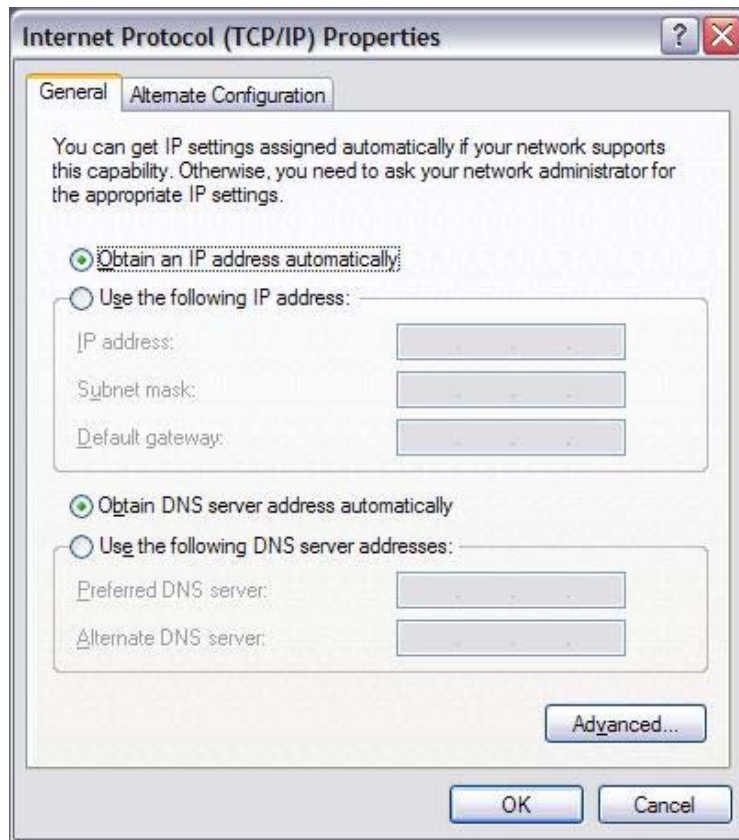 Internet Protocol (TCP/IP) Properties
General
Alternate Configuration
You can get IP settings assigned automatically if your network supports
this capability. Otherwise, you need to ask your network administrator for
the appropriate IP settings.
Obtain an IP address automatically
Use the following IP address:
IP address:
Subnet mask:
Default gateway:
Obtain DNS server address automatically
Use the following DNS server addresses:
Preferred DNS server:
Alternate DNS server:
Advanced...
OK
Cancel